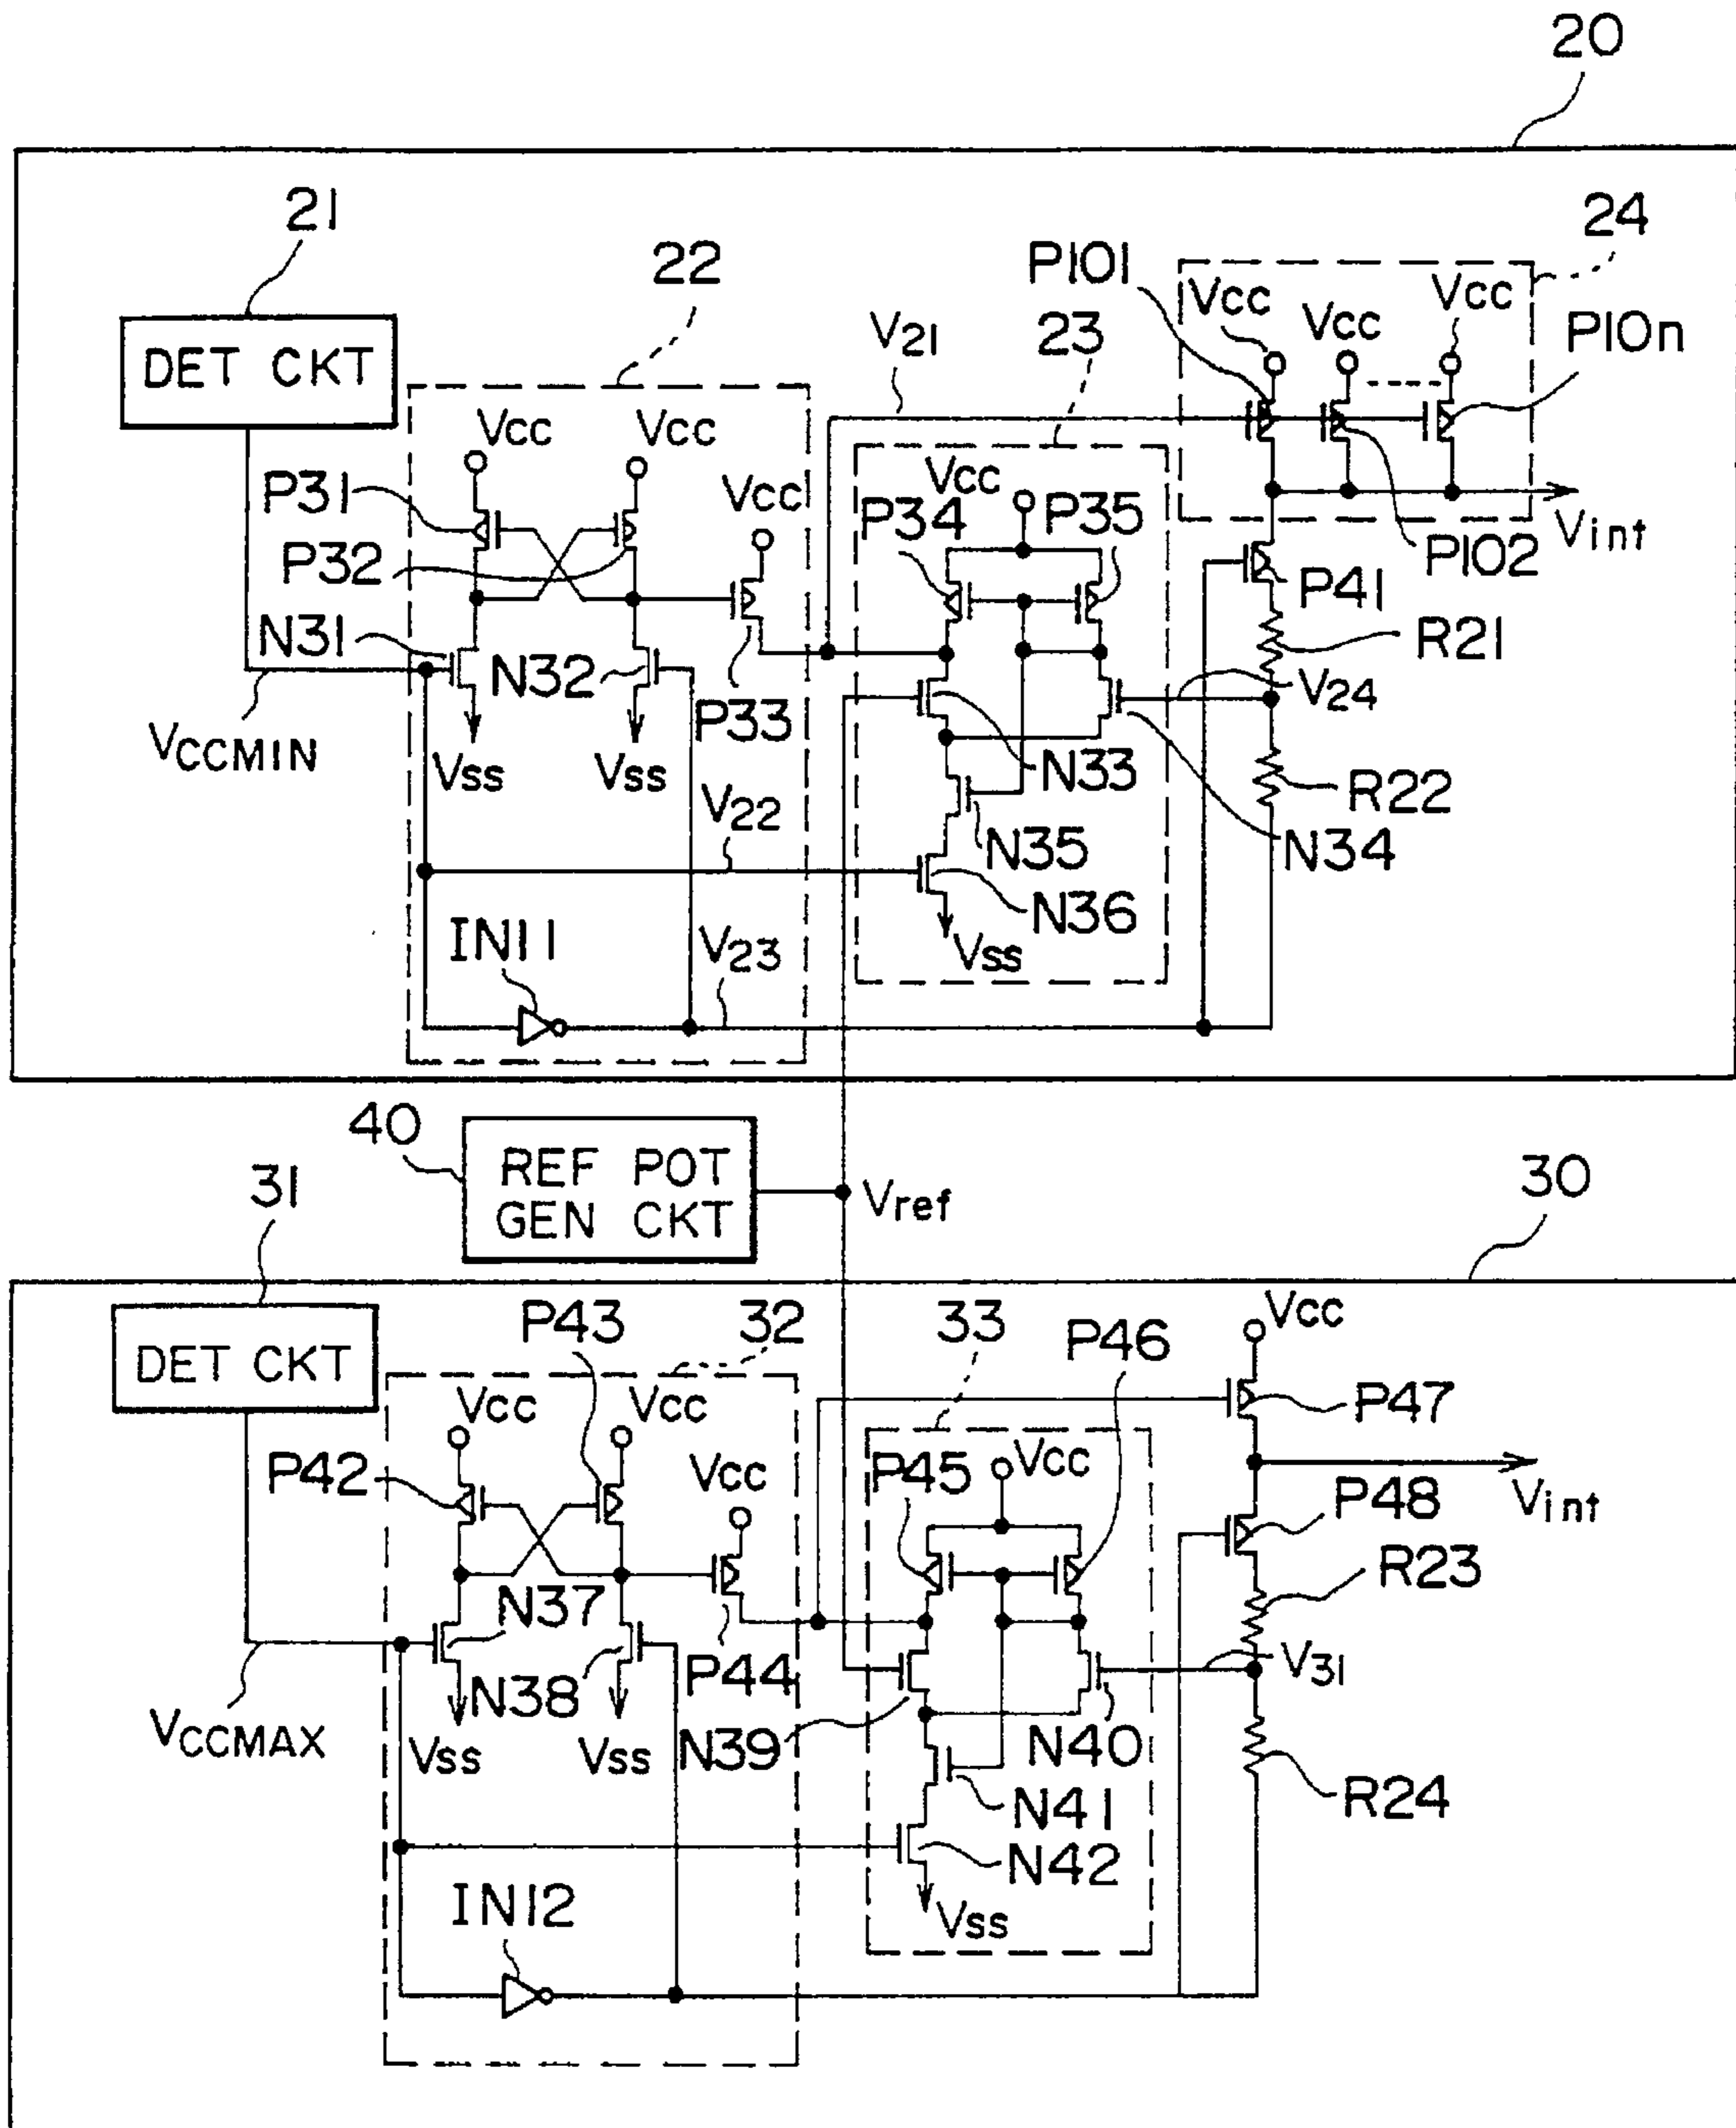 20
21
22
24
P101
Vcc
Vcc
Vcc
P10n
DET CKT
V21
23
Vcc
Vcc
Vcc
Vcc
P31
P34
P35
Vint
P32
P102
P41
N31
N32
R21
P33
V24
VCCMIN
Vss
Vss
N33
R22
V22
N35
N34
N36
IN11
V23
Vss
40
REF POT
GEN CKT
Vref
31
30
32
33
Vcc
P43
P46
DET CKT
P47
Vcc
Vcc
P42
Vcc
P45
Vcc
Vint
P48
R23
N37
N38
P44
V31
VCCMAX
Vss
Vss
N39
N40
R24
N41
N42
IN12
Vss